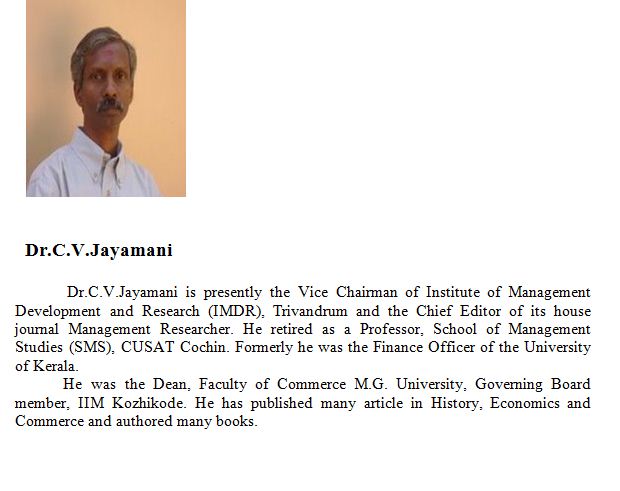 Dr.C.V.Jayamani
Dr.C.V.Jayamani is presently the Vice Chairman of Institute of Management
Development and Research (IMDR), Trivandrum and the Chief Editor of its house
journal Management Researcher. He retired as a Professor, School of Management
Studies (SMS), CUSAT Cochin. Formerly he was the Finance Officer of the University
of Kerala.
He was the Dean, Faculty of Commerce M.G. University, Governing Board
member, IIM Kozhikode. He has published many article in History, Economics and
Commerce and authored many books.